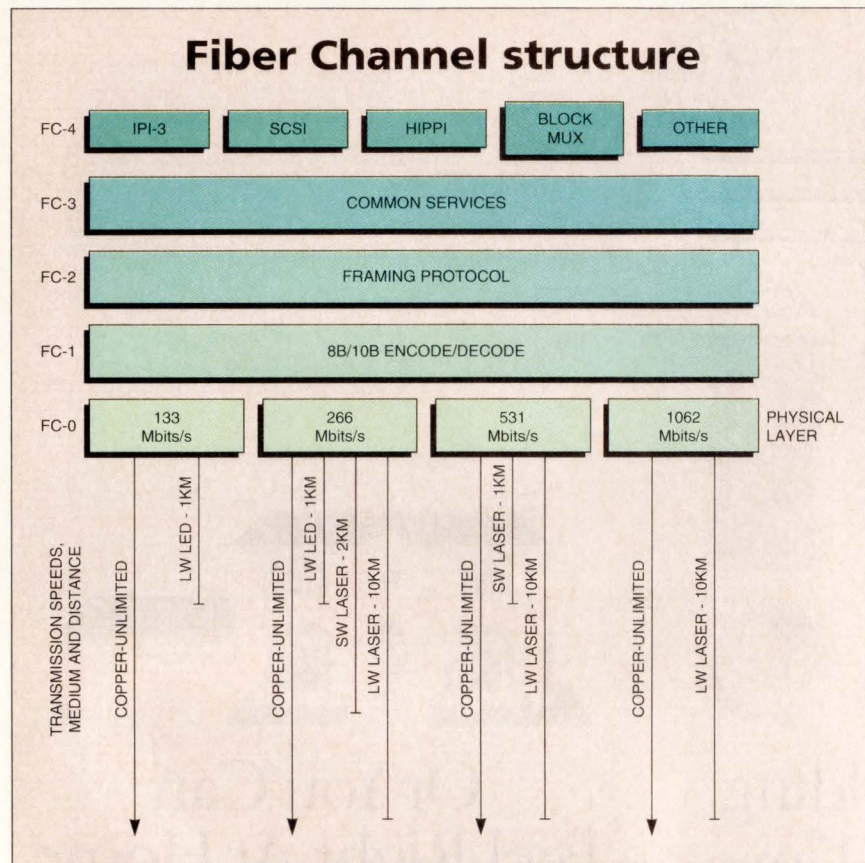 Fiber Channel structure
FC-4
IPI-3
SCSI
HIPPI
BLOCK
MUX
OTHER
FC-3
COMMON SERVICES
FC-2
FRAMING PROTOCOL
FC-1
8B/10B ENCODE/DECODE
FC-0
133
Mbits/s
266
Mbits/s
531
Mbits/s
1062
Mbits/s
PHYSICAL
LAYER
TRANSMISSION SPEEDS,
MEDIUM AND DISTANCE
COPPER-UNLIMITED
LW LED - 1KM
COPPER-UNLIMITED
LW LED - 1KM
SW LASER - 2KM
LW LASER - 10KM
COPPER-UNLIMITED
SW LASER - 1KM
LW LASER - 10KM
COPPER-UNLIMITED
LW LASER - 10KM